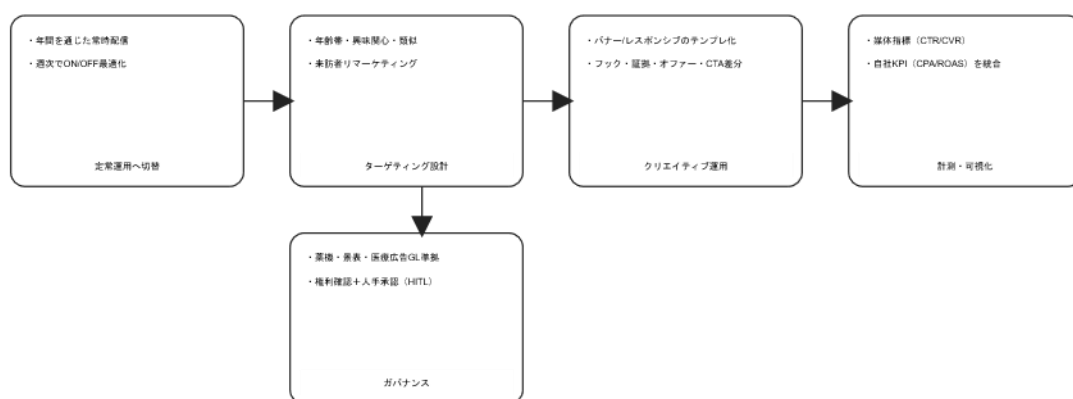 ・年間を通じた常時配信
・週次でON/OFF最適化
定常運用へ切替
・年齢帯・興味関心・類似
・来訪者リマーケティング
ターゲティング設計
・バナー/レスポンシブのテンプレ化
・フック・証拠・オファー・CTA差分
クリエイティブ運用
・媒体指標（CTR/CVR）
・自社KPI（CPA/ROAS）を統合
計測・可視化
・薬機・景表・医療広告GL準拠
・権利確認＋人手承認（HITL）
ガバナンス